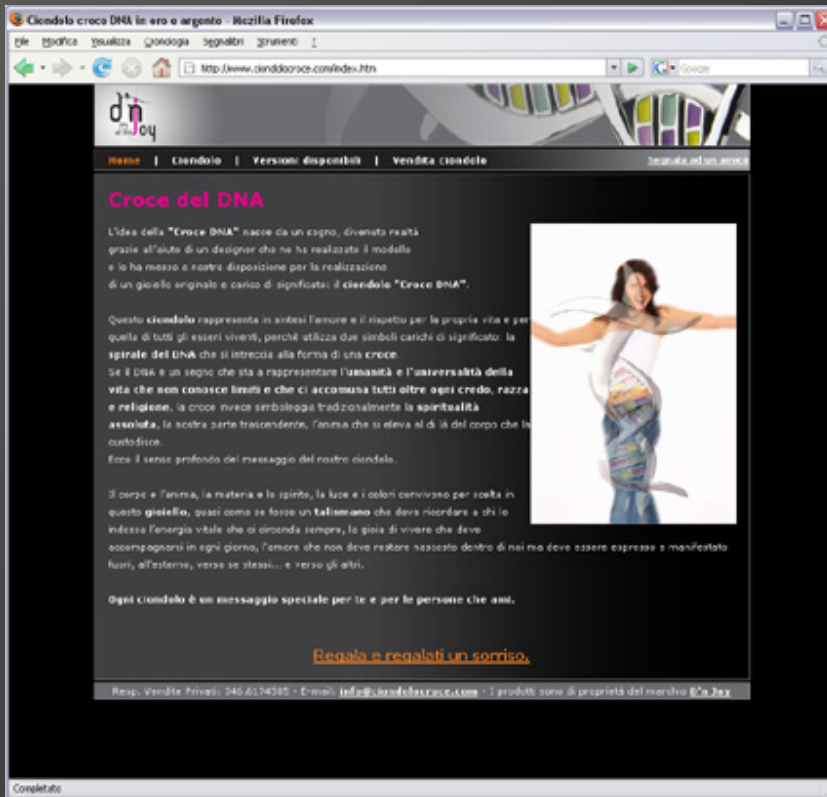 Ciondolo croce DNA in oro e argento - Mozilla Firefox
File Modifica Visualizza Cronologia Segnalibri Strumenti ?
http://www.ciondolocroce.com/index.htm
Google
d'n
Joy
Home | Ciondolo | Versioni disponibili | Vendita ciondolo
Segnala ad un amico
Croce del DNA
L'idea della "Croce DNA" nasce da un sogno, divenuto realtà
grazie all'aiuto di un designer che ne ha realizzato il modello
e lo ha messo a nostra disposizione per la realizzazione
di un gioiello originale e carico di significato: il ciondolo "Croce DNA".
Questo ciondolo rappresenta in sintesi l'amore e il rispetto per la propria vita e per
quella di tutti gli esseri viventi, perchè utilizza due simboli carichi di significato: la
spirale del DNA che si intreccia alla forma di una croce.
Se il DNA è un segno che sta a rappresentare l'umanità e l'universalità della
vita che non conosce limiti e che ci accomuna tutti oltre ogni credo, razza
e religione, la croce invece simboleggia tradizionalmente la spiritualità
assoluta, la nostra parte trascendente, l'anima che si eleva al di là del corpo che la
custodisce.
Ecco il senso profondo del messaggio del nostro ciondolo.
Il corpo e l'anima, la materia e lo spirito, la luce e i colori convivono per scelta in
questo gioiello, quasi come se fosse un talismano che deve ricordare a chi lo
indossa l'energia vitale che ci circonda sempre, la gioia di vivere che deve
accompagnarci in ogni giorno, l'amore che non deve restare nascosto dentro di noi ma deve essere espresso e manifestato
fuori, all'esterno, verso se stessi... e verso gli altri.
Ogni ciondolo è un messaggio speciale per te e per le persone che ami.
Regala e regalati un sorriso.
Resp. Vendite Privati: 346.6174595 - E-mail: info@ciondolocroce.com - I prodotti sono di proprietà del marchio D'n Joy
Completato